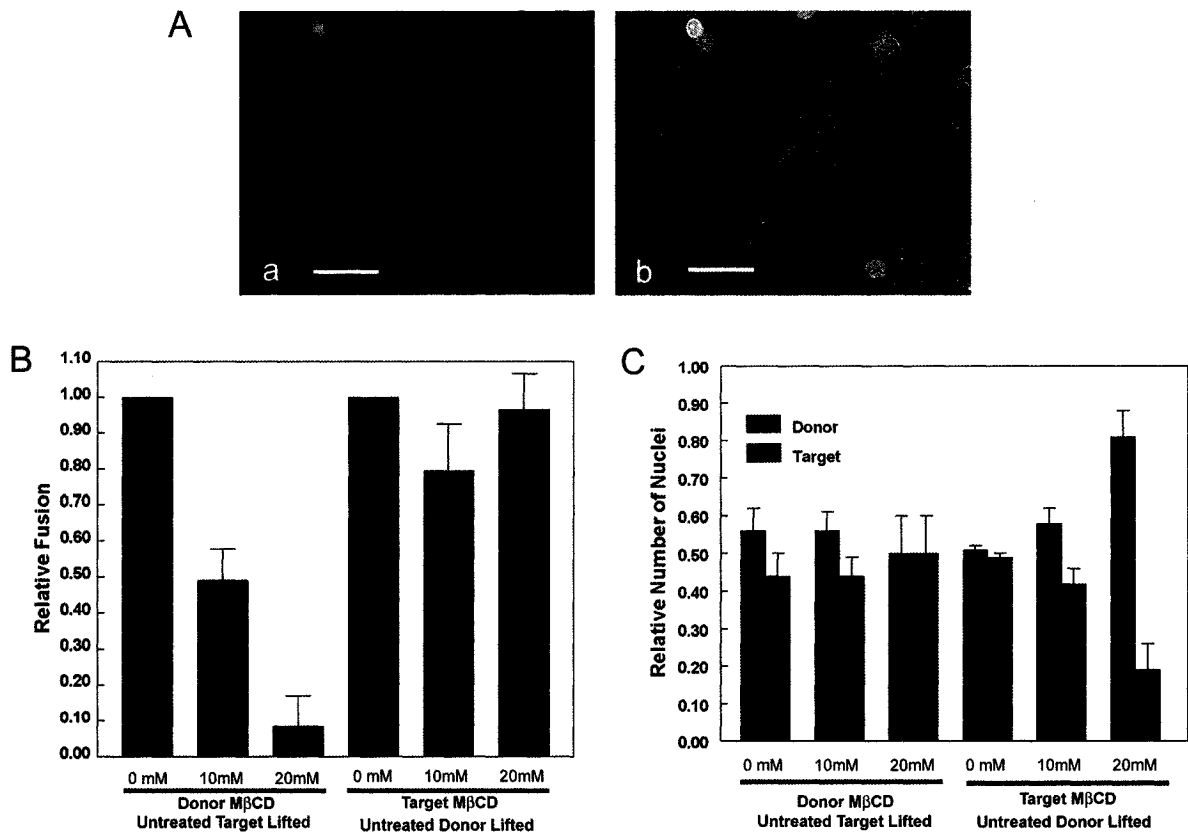 A
a
b
B
1.10
1.00
0.90
0.80
0.70
0.60
0.50
0.40
0.30
0.20
0.10
0.00
Relative Fusion
0 mM 10mM 20mM 0 mM 10mM 20mM
Donor MβCD Target MβCD
Untreated Target Lifted Untreated Donor Lifted
C
1.00
0.90
0.80
0.70
0.60
0.50
0.40
0.30
0.20
0.10
0.00
Relative Number of Nuclei
Donor
Target
0 mM 10mM 20mM 0 mM 10mM 20mM
Donor MβCD Target MβCD
Untreated Target Lifted Untreated Donor Lifted